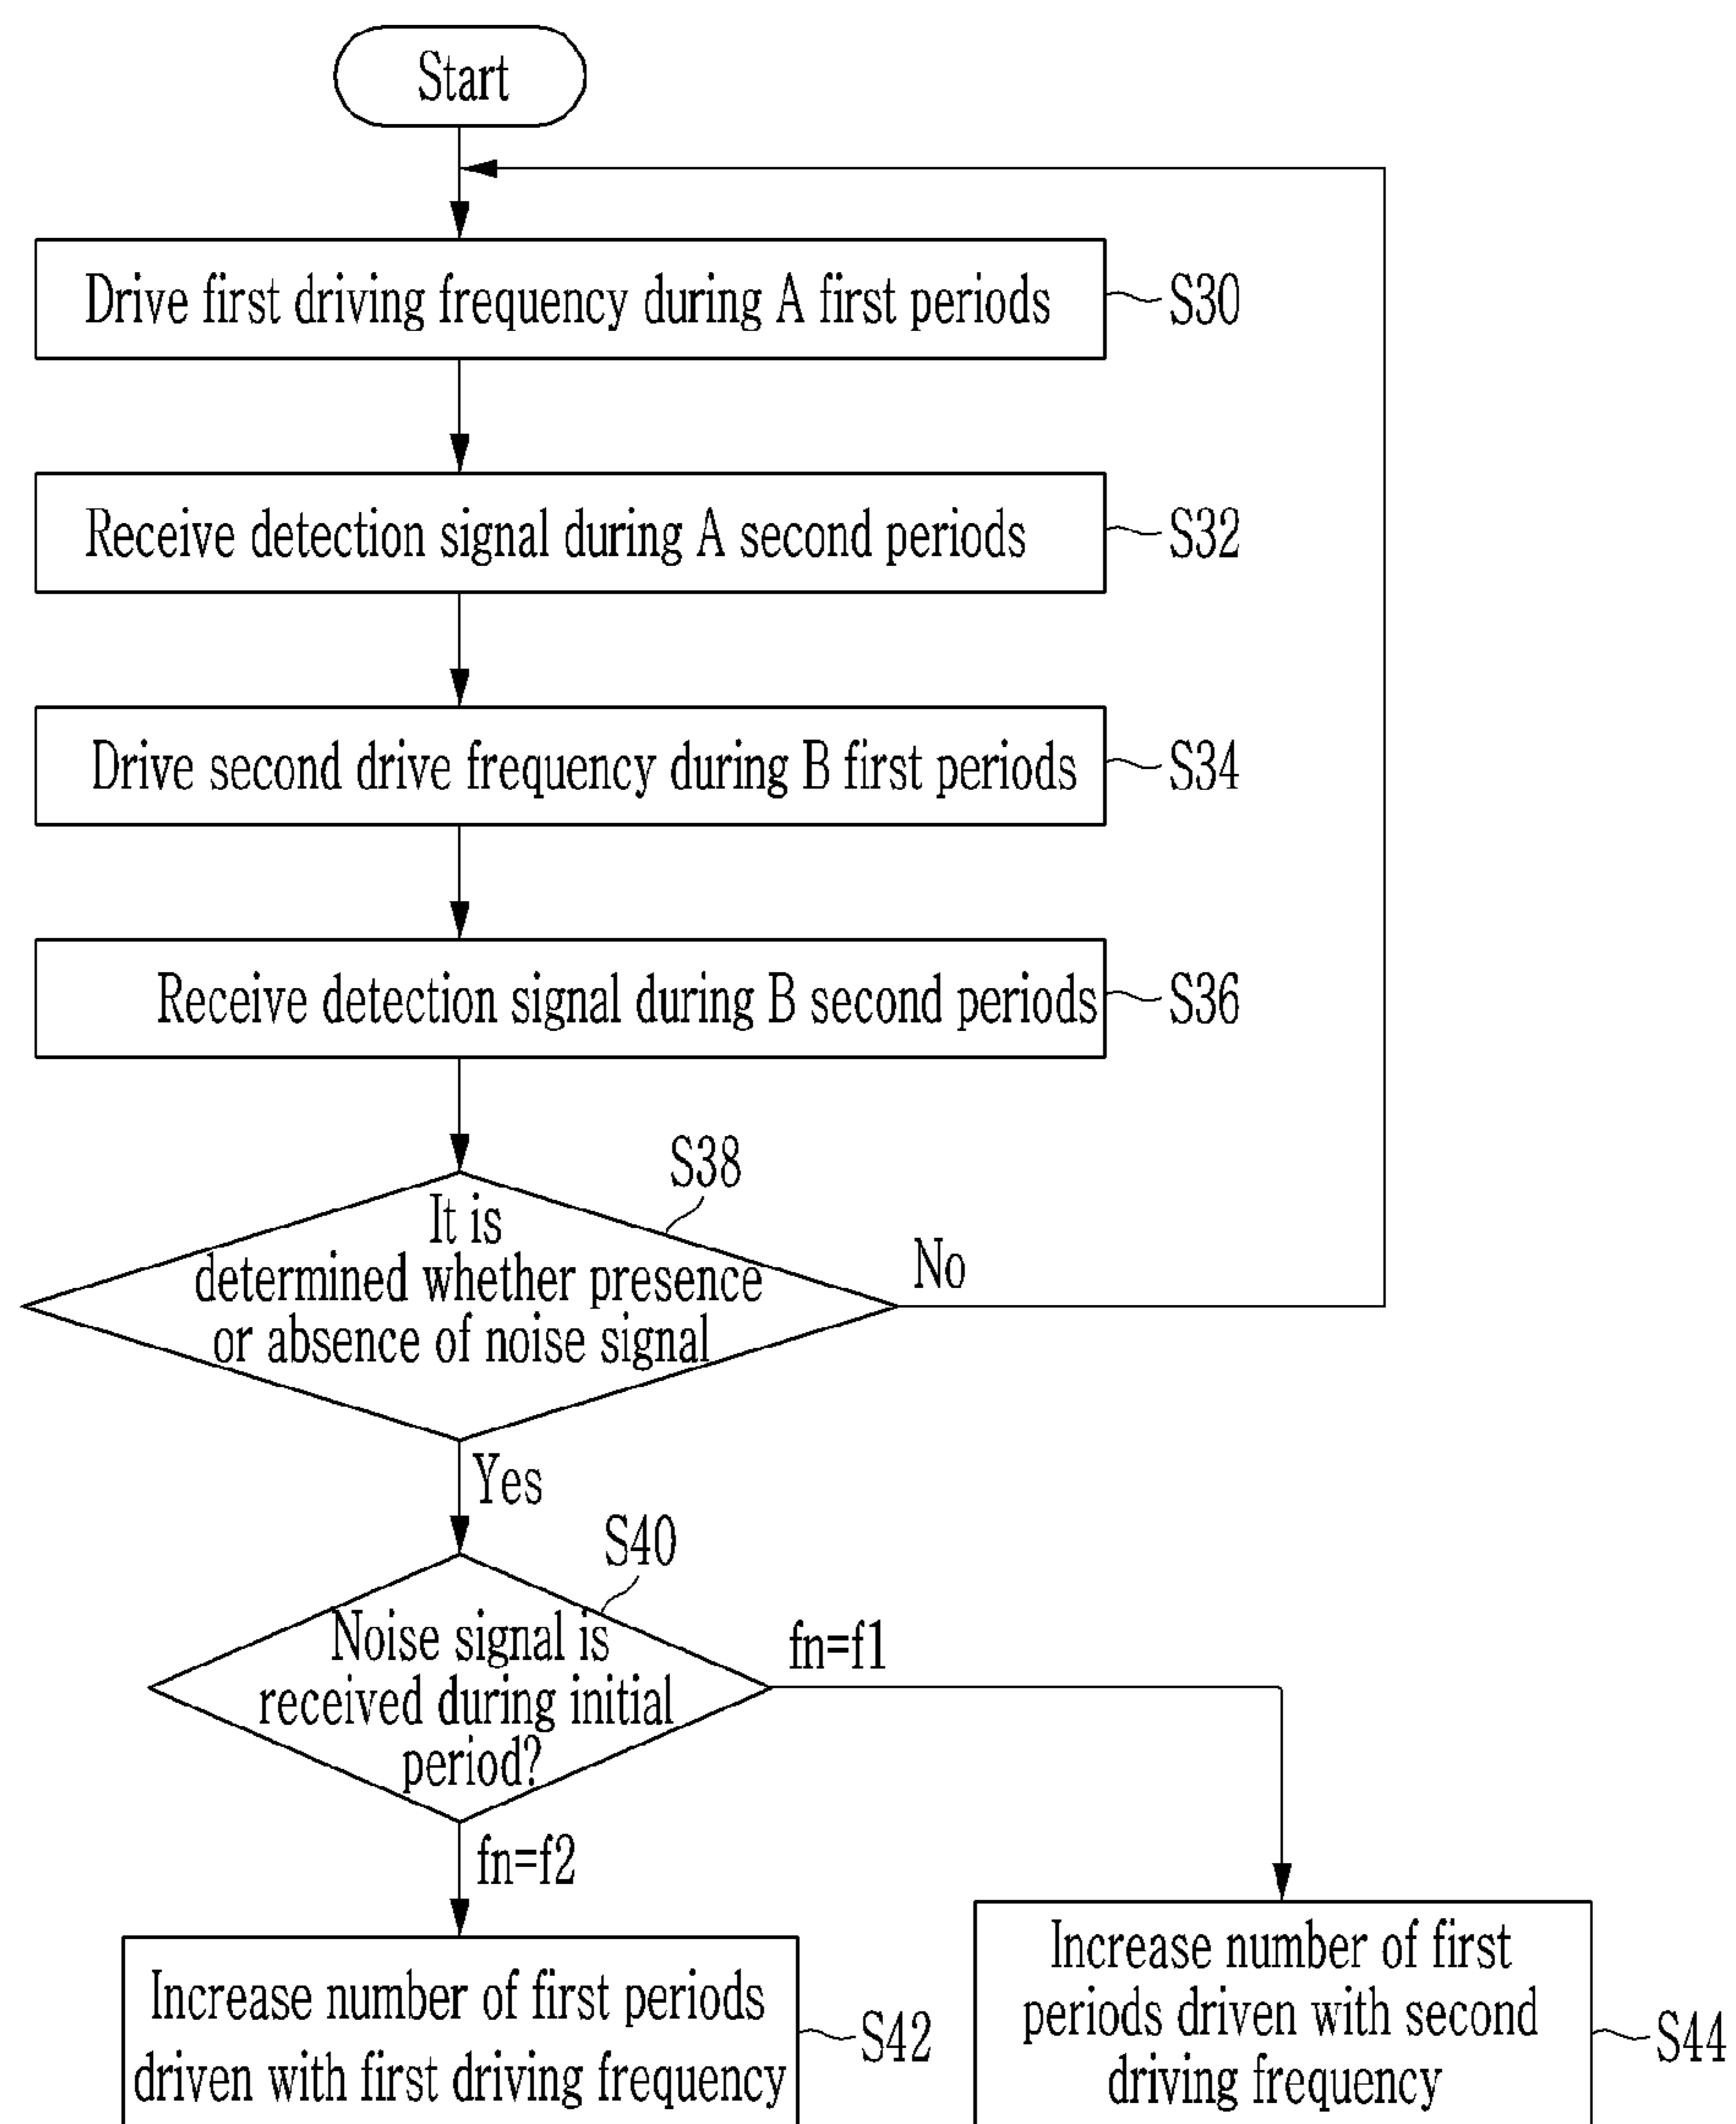 Start
Drive first driving frequency during A first periods
S30
Receive detection signal during A second periods
S32
Drive second drive frequency during B first periods
S34
Receive detection signal during B second periods
S36
S38
It is
determined whether presence
or absence of noise signal
No
Yes
S40
Noise signal is
received during initial
period?
fn=f1
fn=f2
Increase number of first periods
driven with first driving frequency
S42
Increase number of first
periods driven with second
driving frequency
S44